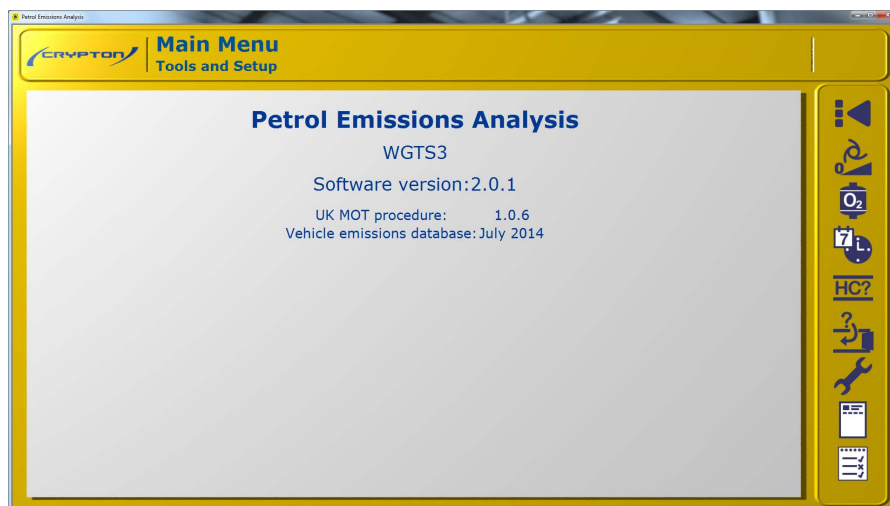 Petrol Emissions Analysis
CRYPTON
Main Menu
Tools and Setup
Petrol Emissions Analysis
WGTS3
Software version:2.0.1
UK MOT procedure: 1.0.6
Vehicle emissions database: July 2014
0
O₂
7
HC?
?